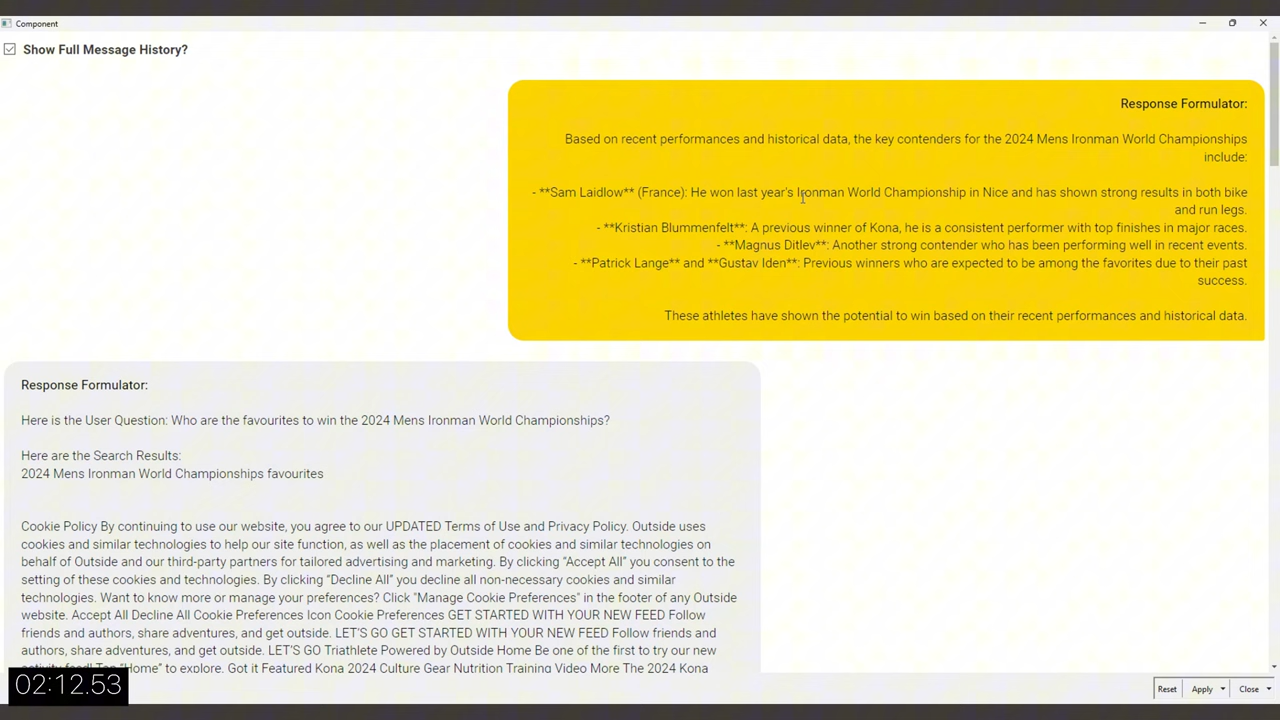 Component
Show Full Message History?
Response Formulator:
Based on recent performances and historical data, the key contenders for the 2024 Mens Ironman World Championships
include:
- **Sam Laidlow** (France): He won last year's Ironman World Championship in Nice and has shown strong results in both bike
and run legs.
- **Kristian Blummenfelt**: A previous winner of Kona, he is a consistent performer with top finishes in major races.
- **Magnus Ditlev**: Another strong contender who has been performing well in recent events.
- **Patrick Lange** and **Gustav Iden**: Previous winners who are expected to be among the favorites due to their past
success.
These athletes have shown the potential to win based on their recent performances and historical data.
Response Formulator:
Here is the User Question: Who are the favourites to win the 2024 Mens Ironman World Championships?
Here are the Search Results:
2024 Mens Ironman World Championships favourites
Cookie Policy By continuing to use our website, you agree to our UPDATED Terms of Use and Privacy Policy. Outside uses
cookies and similar technologies to help our site function, as well as the placement of cookies and similar technologies on
behalf of Outside and our third-party partners for tailored advertising and marketing. By clicking “Accept All” you consent to the
setting of these cookies and technologies. By clicking “Decline All” you decline all non-necessary cookies and similar
technologies. Want to know more or manage your preferences? Click “Manage Cookie Preferences” in the footer of any Outside
website. Accept All Decline All Cookie Preferences Icon Cookie Preferences GET STARTED WITH YOUR NEW FEED Follow
friends and authors, share adventures, and get outside. LET’S GO GET STARTED WITH YOUR NEW FEED Follow friends and
authors, share adventures, and get outside. LET’S GO Triathlete Powered by Outside Home Be one of the first to try our new
activity feed! Tap “Home” to explore. Got it Featured Kona 2024 Culture Gear Nutrition Training Video More The 2024 Kona
02:12.53
Reset Apply Close